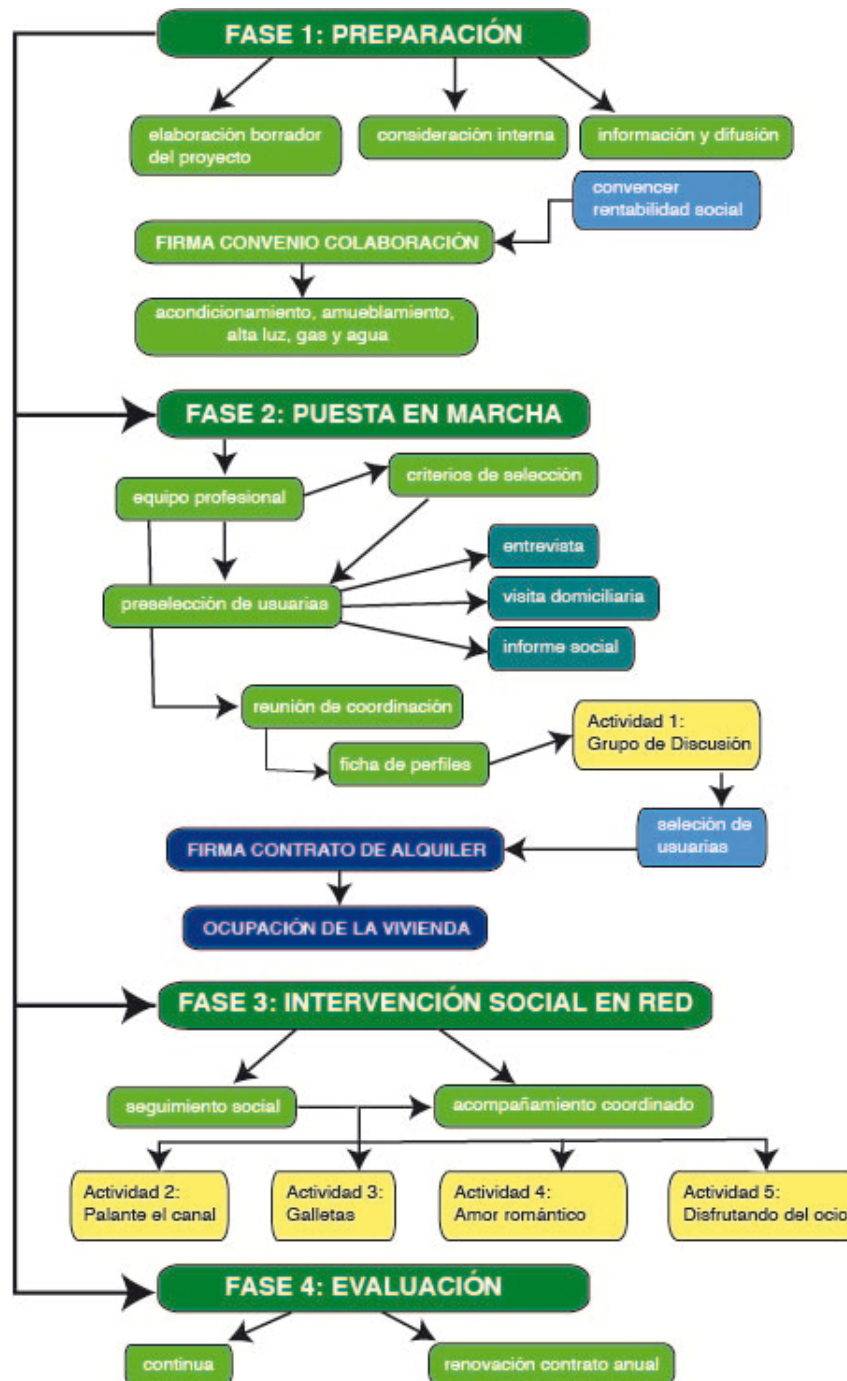 FASE 1: PREPARACIÓN
elaboración borrador
del proyecto
consideración interna
información y difusión
convencer
rentabilidad social
FIRMA CONVENIO COLABORACIÓN
acondicionamiento, amueblamiento,
alta luz, gas y agua
FASE 2: PUESTA EN MARCHA
equipo profesional
criterios de selección
entrevista
preselección de usuarias
visita domiciliaria
informe social
reunión de coordinación
ficha de perfiles
Actividad 1:
Grupo de Discusión
seleción de
usuarias
FIRMA CONTRATO DE ALQUILER
OCUPACIÓN DE LA VIVIENDA
FASE 3: INTERVENCIÓN SOCIAL EN RED
seguimiento social
acompañamiento coordinado
Actividad 2:
Palante el canal
Actividad 3:
Galletas
Actividad 4:
Amor romántico
Actividad 5:
Disfrutando del ocio
FASE 4: EVALUACIÓN
continua
renovación contrato anual